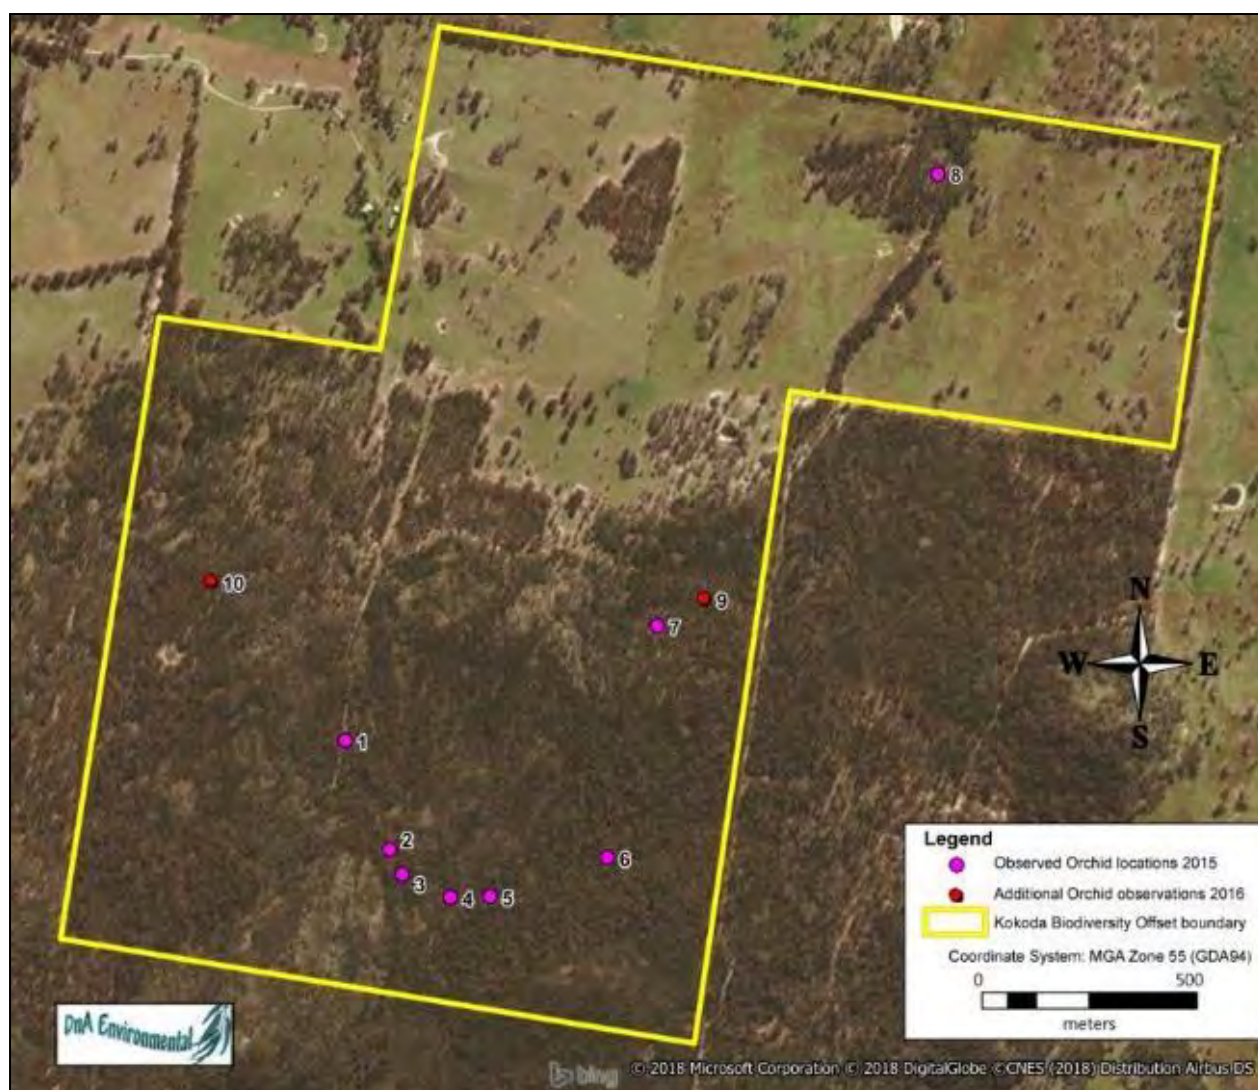 8
10
9
7
1
2
3
4
5
6
N
W E
S
Legend
Observed Orchid locations 2015
Additional Orchid observations 2016
Kokoda Biodiversity Offset boundary
Coordinate System: MGA Zone 55 (GDA94)
0 500
meters
DnA Environmental
bing
© 2018 Microsoft Corporation © 2018 DigitalGlobe ©CNES (2018) Distribution Airbus DS